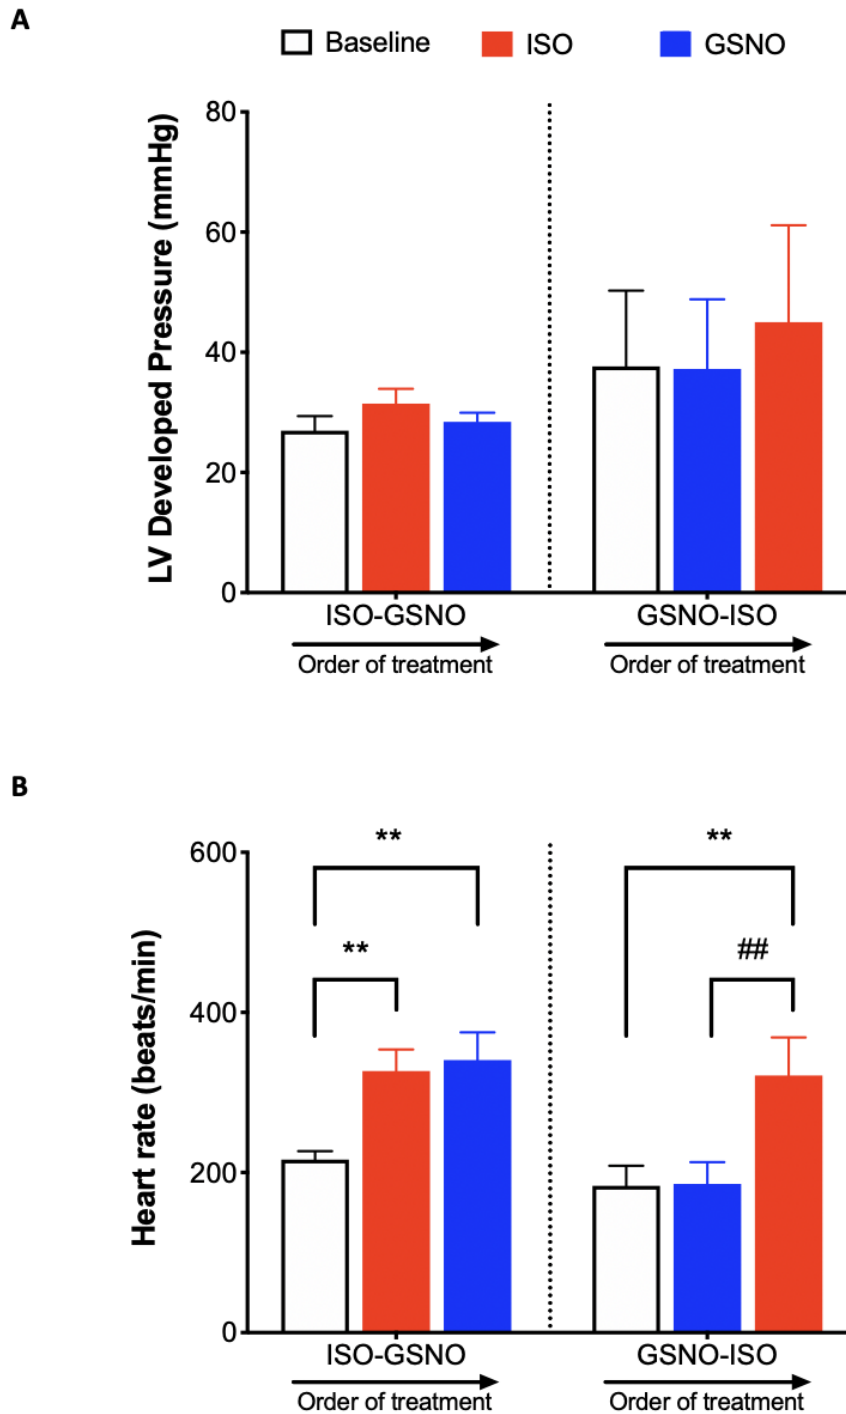 A
Baseline ISO GSNO
LV Developed Pressure (mmHg)
80
60
40
20
0
ISO-GSNO GSNO-ISO
Order of treatment Order of treatment
B
Heart rate (beats/min)
** **
** ##
600
400
200
0
ISO-GSNO GSNO-ISO
Order of treatment Order of treatment